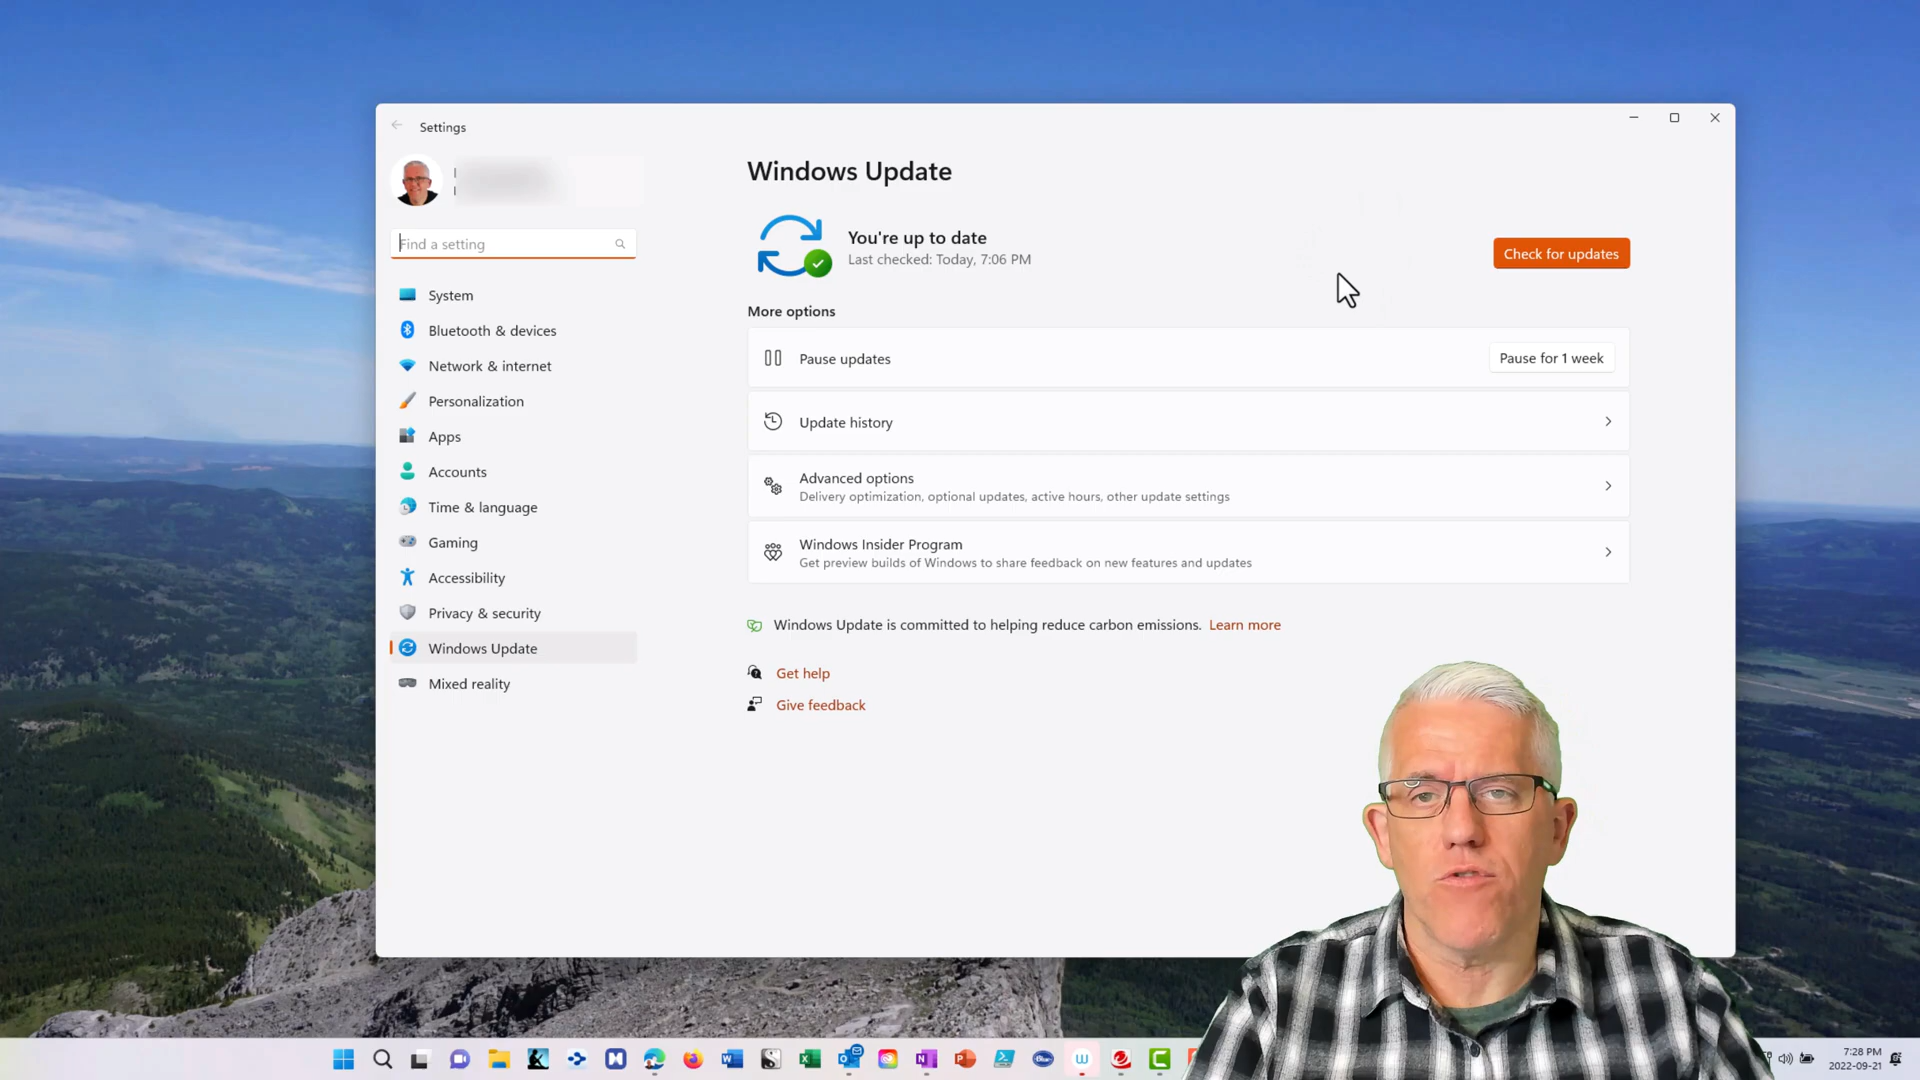 Settings
Find a setting
System
Bluetooth & devices
Network & internet
Personalization
Apps
Accounts
Time & language
Gaming
Accessibility
Privacy & security
Windows Update
Mixed reality
Windows Update
You're up to date
Last checked: Today, 7:06 PM
Check for updates
More options
Pause updates
Pause for 1 week
Update history
Advanced options
Delivery optimization, optional updates, active hours, other update settings
Windows Insider Program
Get preview builds of Windows to share feedback on new features and updates
Windows Update is committed to helping reduce carbon emissions. Learn more
Get help
Give feedback
7:28 PM
2022-09-21